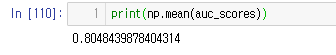 In [110]: 1 print(np.mean(auc_scores))
0.8048439878404314